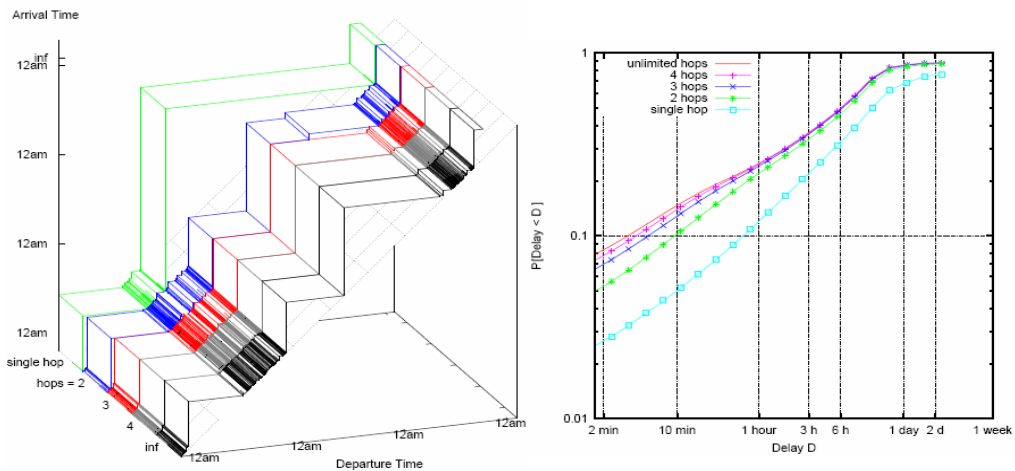 Arrival Time
inf
12am
12am
12am
12am
single hop
hops = 2
3
4
inf
12am
12am
12am
12am
Departure Time
P[Delay < D]
1
0.1
0.01
unlimited hops
4 hops
3 hops
2 hops
single hop
2 min
10 min
1 hour
3 h
6 h
1 day
2 d
1 week
Delay D